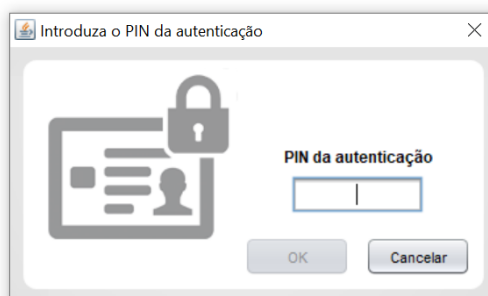 Introduza o PIN da autenticação
PIN da autenticação
OK
Cancelar